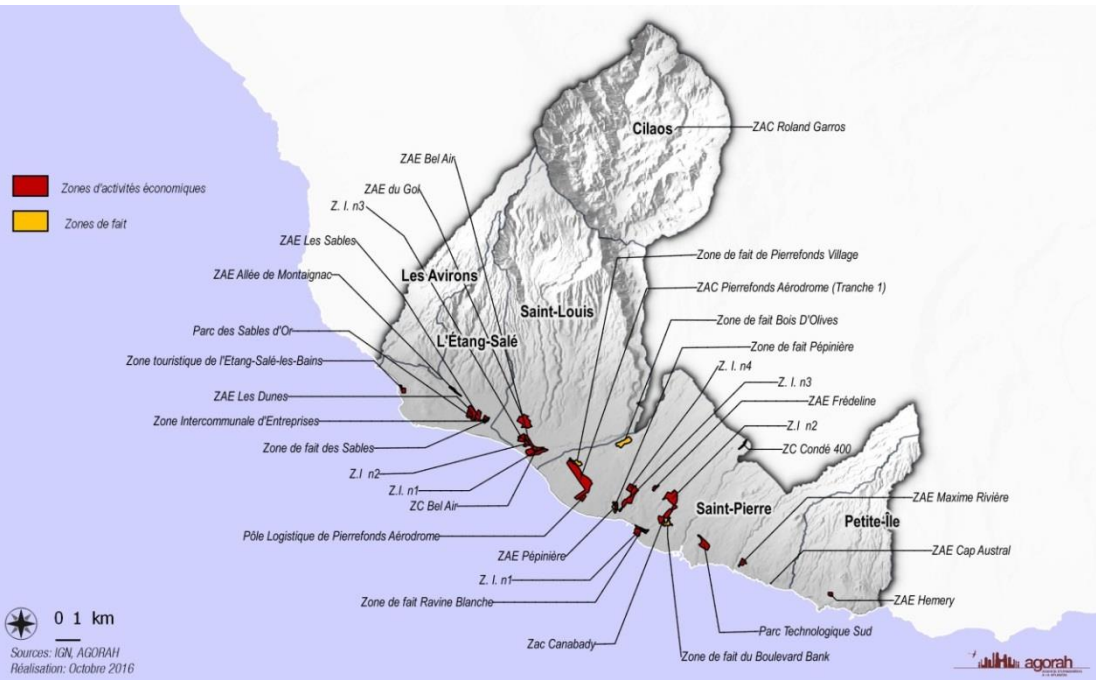 Cilaos
ZAC Roland Garros
ZAE Bel Air
Zones d'activités économiques
ZAE du Gol
Z. I. n3
Zones de fait
ZAE Les Sables
Zone de fait de Pierrefonds Village
ZAE Allée de Montaignac
Les Avirons
ZAC Pierrefonds Aérodrome (Tranche 1)
Saint-Louis
Zone de fait Bois D'Olives
Parc des Sables d'Or
L'Étang-Salé
Zone de fait Pépinière
Zone touristique de l'Etang-Salé-les-Bains
Z. I. n4
Z. I. n3
ZAE Les Dunes
ZAE Frédeline
Zone Intercommunale d'Entreprises
Z.I n2
Zone de fait des Sables
ZC Condé 400
Z.I n2
Z.I. n1
ZAE Maxime Rivière
ZC Bel Air
Saint-Pierre
Petite-Île
Pôle Logistique de Pierrefonds Aérodrome
ZAE Pépinière
ZAE Cap Austral
Z. I. n1
Zone de fait Ravine Blanche
ZAE Hemery
0 1 km
Parc Technologique Sud
Zac Canabady
Zone de fait du Boulevard Bank
Sources: IGN, AGORAH
Réalisation: Octobre 2016
agorah